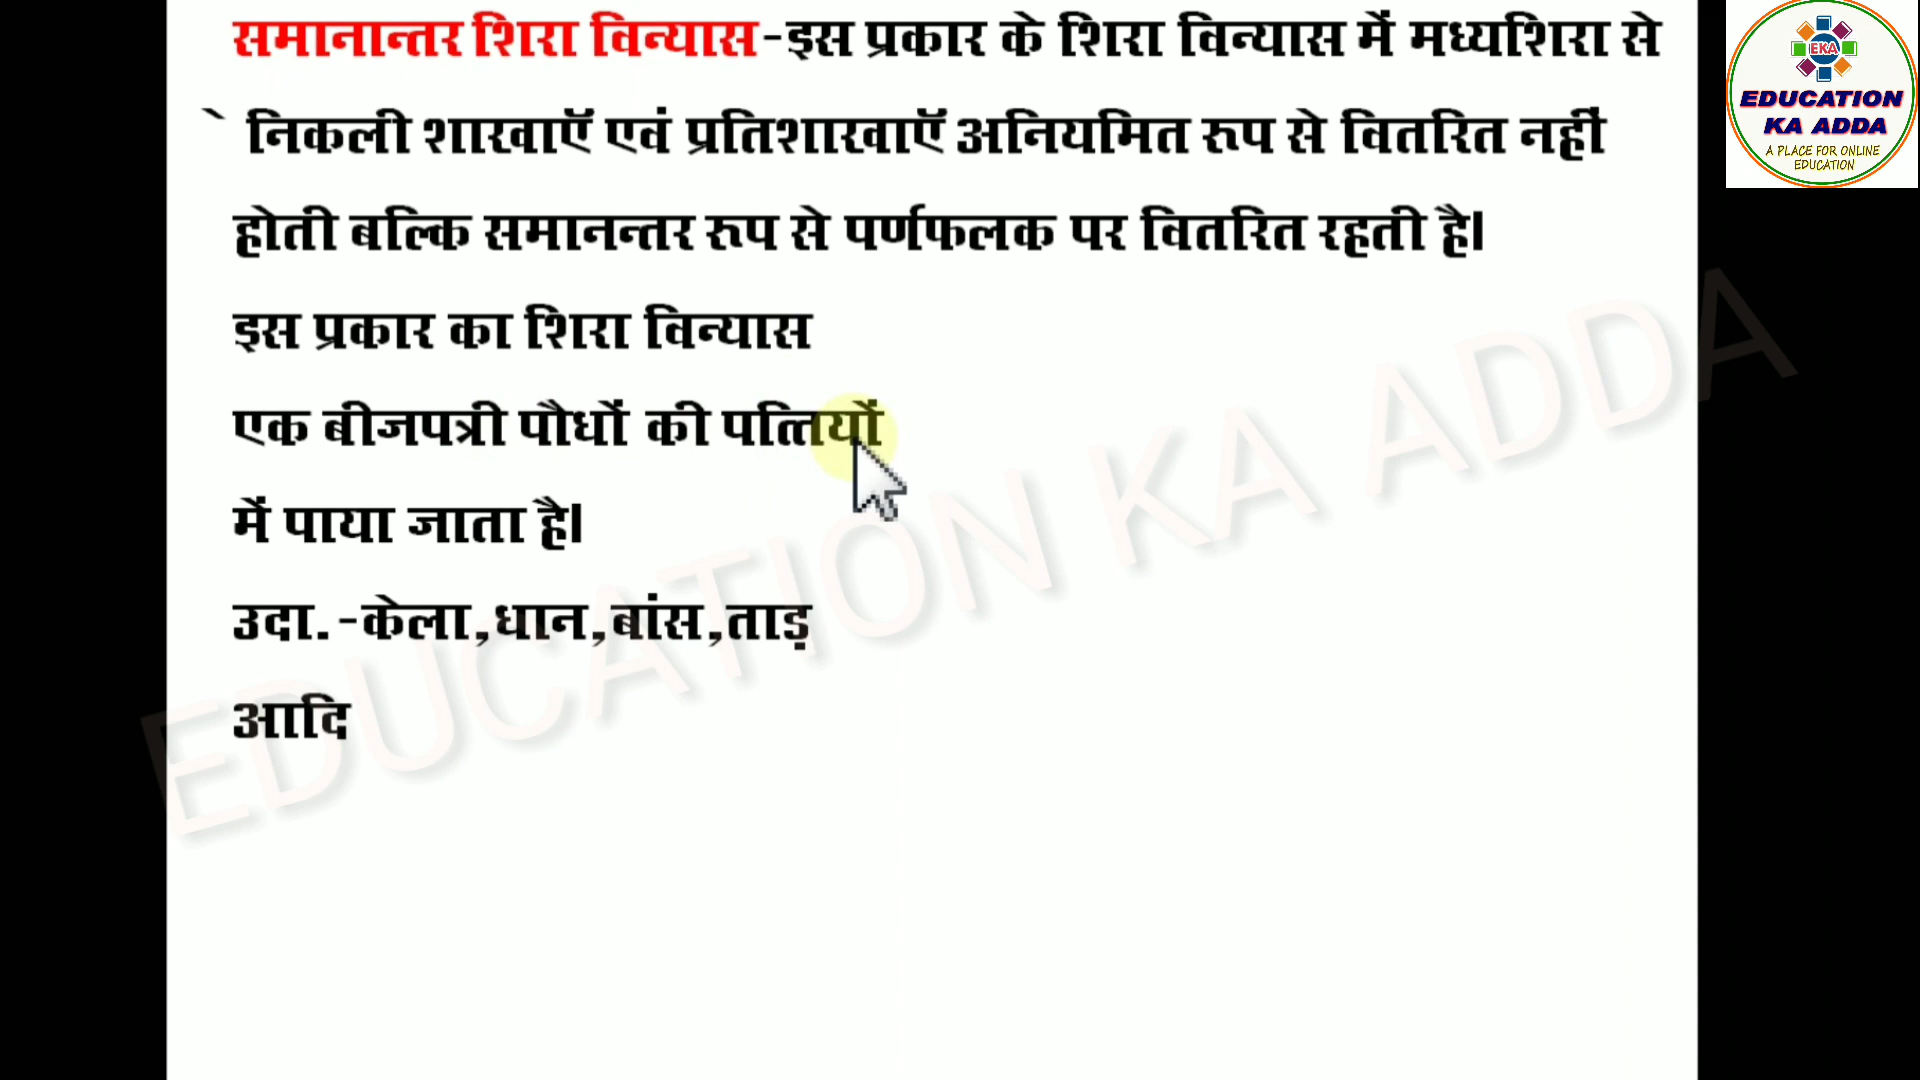 समानान्तर शिरा विन्यास-इस प्रकार के शिरा विन्यास में मध्यशिरा से
े निकली शाखाऍ एवं प्रतिशाखाऍ अनियमित रूप से वितरित नहीं
होती बल्कि समानन्तर रूप से पर्णफलक पर वितरित रहती है।
इस प्रकार का शिरा विन्यास
एक बीजपत्री पौधों की पत्तियों
में पाया जाता है।
उदा.-केला,धान,बांस,ताड़
आदि
EKA
EDUCATION
KA ADDA
A PLACE FOR ONLINE
EDUCATION
EDUCATION KA ADDA